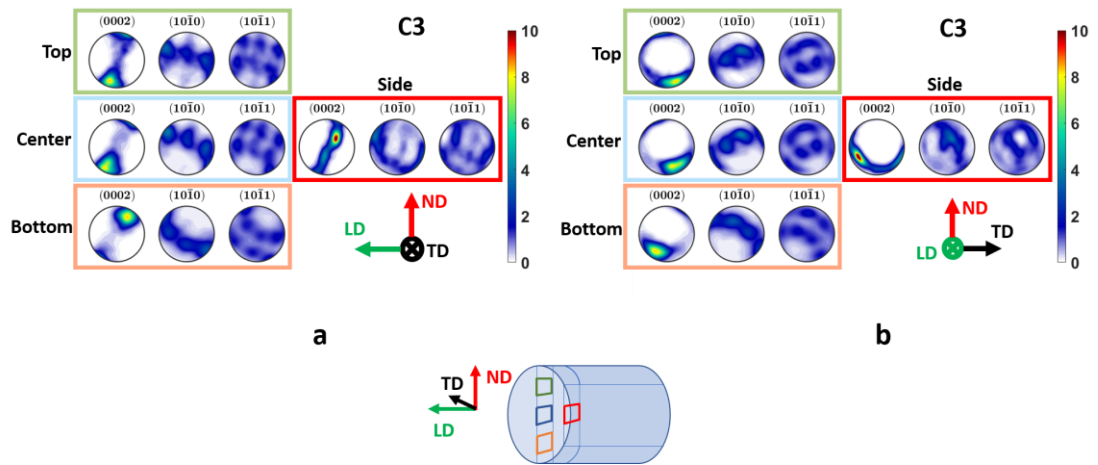 C3
10
8
6
4
2
0
Top
(0002) (101̄0) (101̄1)
Side
Center
(0002) (101̄0) (101̄1)
(0002) (101̄0) (101̄1)
Bottom
(0002) (101̄0) (101̄1)
ND
LD
TD
a
C3
10
8
6
4
2
0
Top
(0002) (101̄0) (101̄1)
Side
Center
(0002) (101̄0) (101̄1)
(0002) (101̄0) (101̄1)
Bottom
(0002) (101̄0) (101̄1)
ND
LD
TD
b
ND
TD
LD